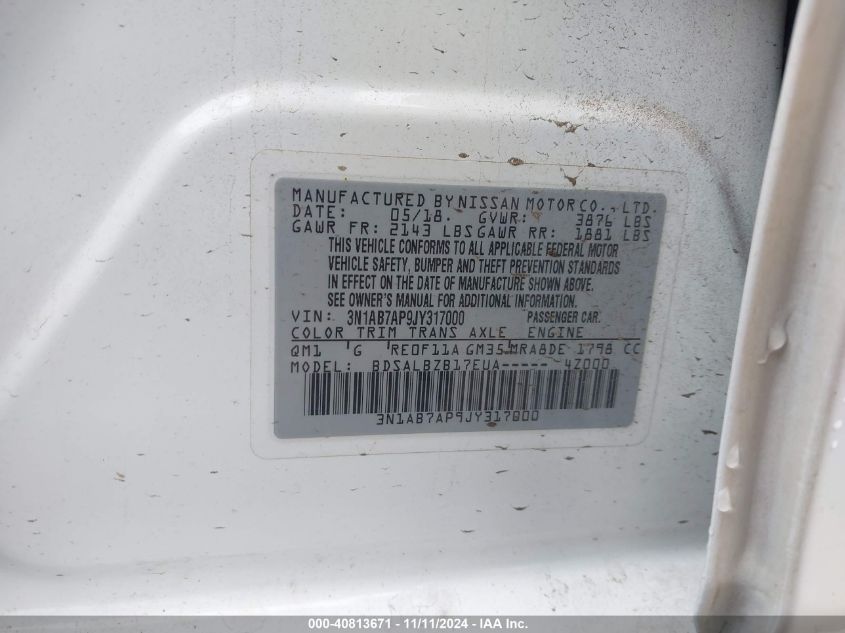 MANUFACTURED BY NISSAN MOTOR CO., LTD.
DATE: 05/18. GVWR: 3876 LBS
GAWR FR: 2143 LBS GAWR RR: 1881 LBS
THIS VEHICLE CONFORMS TO ALL APPLICABLE FEDERAL MOTOR
VEHICLE SAFETY, BUMPER AND THEFT PREVENTION STANDARDS
IN EFFECT ON THE DATE OF MANUFACTURE SHOWN ABOVE.
SEE OWNER'S MANUAL FOR ADDITIONAL INFORMATION.
VIN: 3N1AB7AP9JY317000 PASSENGER CAR.
COLOR TRIM TRANS AXLE ENGINE
QM1 G RE0F11A GM35 MRA8DE 1798 CC
MODEL: BDSALBZB17EUA----- 4Z000
3N1AB7AP9JY317000
000-40813671 - 11/11/2024 - IAA Inc.